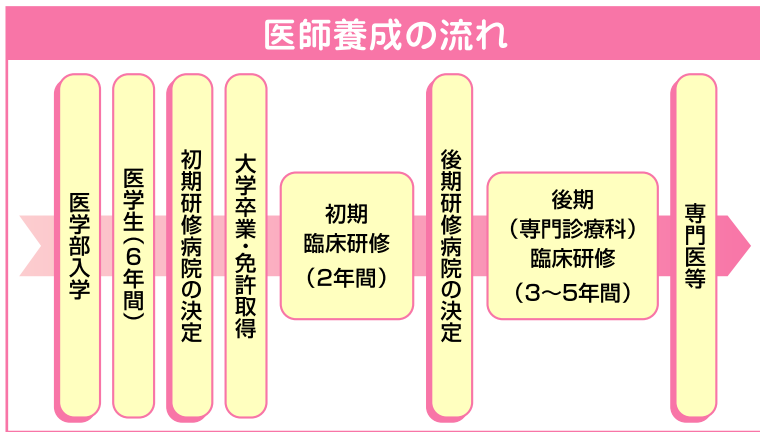 医師養成の流れ
医学部入学
医学生（6年間）
初期研修病院の決定
大学卒業・免許取得
初期
臨床研修
（2年間）
後期研修病院の決定
後期
（専門診療科）
臨床研修
（3〜5年間）
専門医等